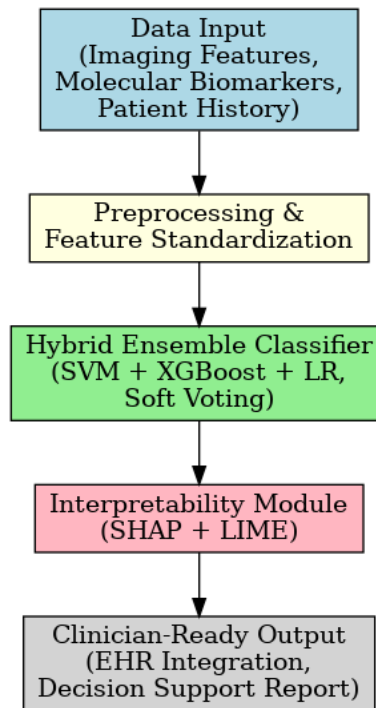 Data Input
(Imaging Features,
Molecular Biomarkers,
Patient History)
Preprocessing &
Feature Standardization
Hybrid Ensemble Classifier
(SVM + XGBoost + LR,
Soft Voting)
Interpretability Module
(SHAP + LIME)
Clinician-Ready Output
(EHR Integration,
Decision Support Report)